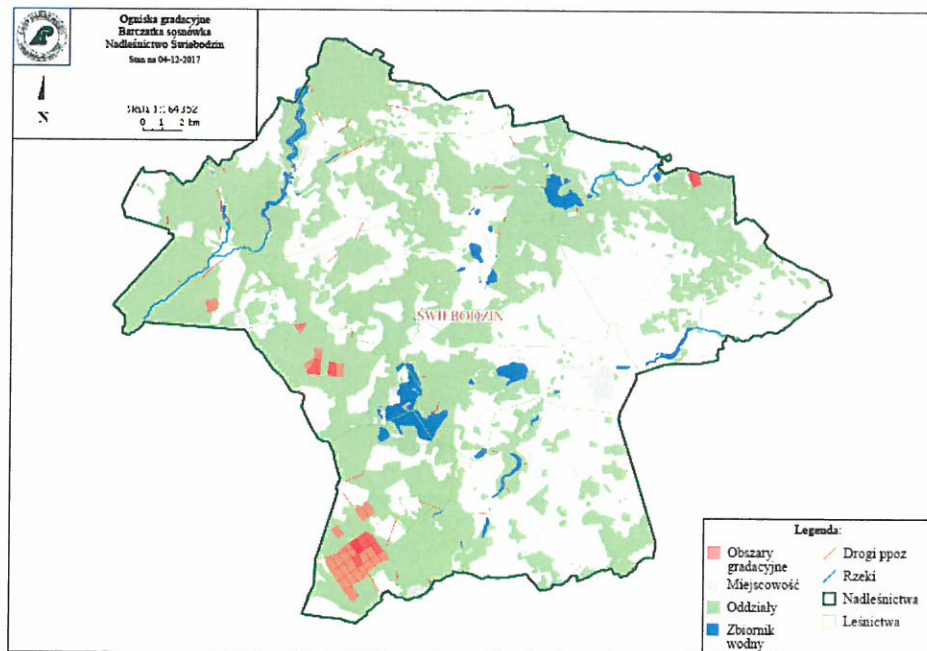 Ogniska gradacyjne
Barczatka sosnówka
Nadleśnictwo Świebodzin
Stan na 04-12-2017
N
0 1 2 km
ŚWIEBODZIN
Legenda:
Obszary
gradacyjne
Miejscowość
Oddziały
Zbiornik
wodny
Drogi ppoz
Rzeki
Nadleśnictwa
Leśnictwa